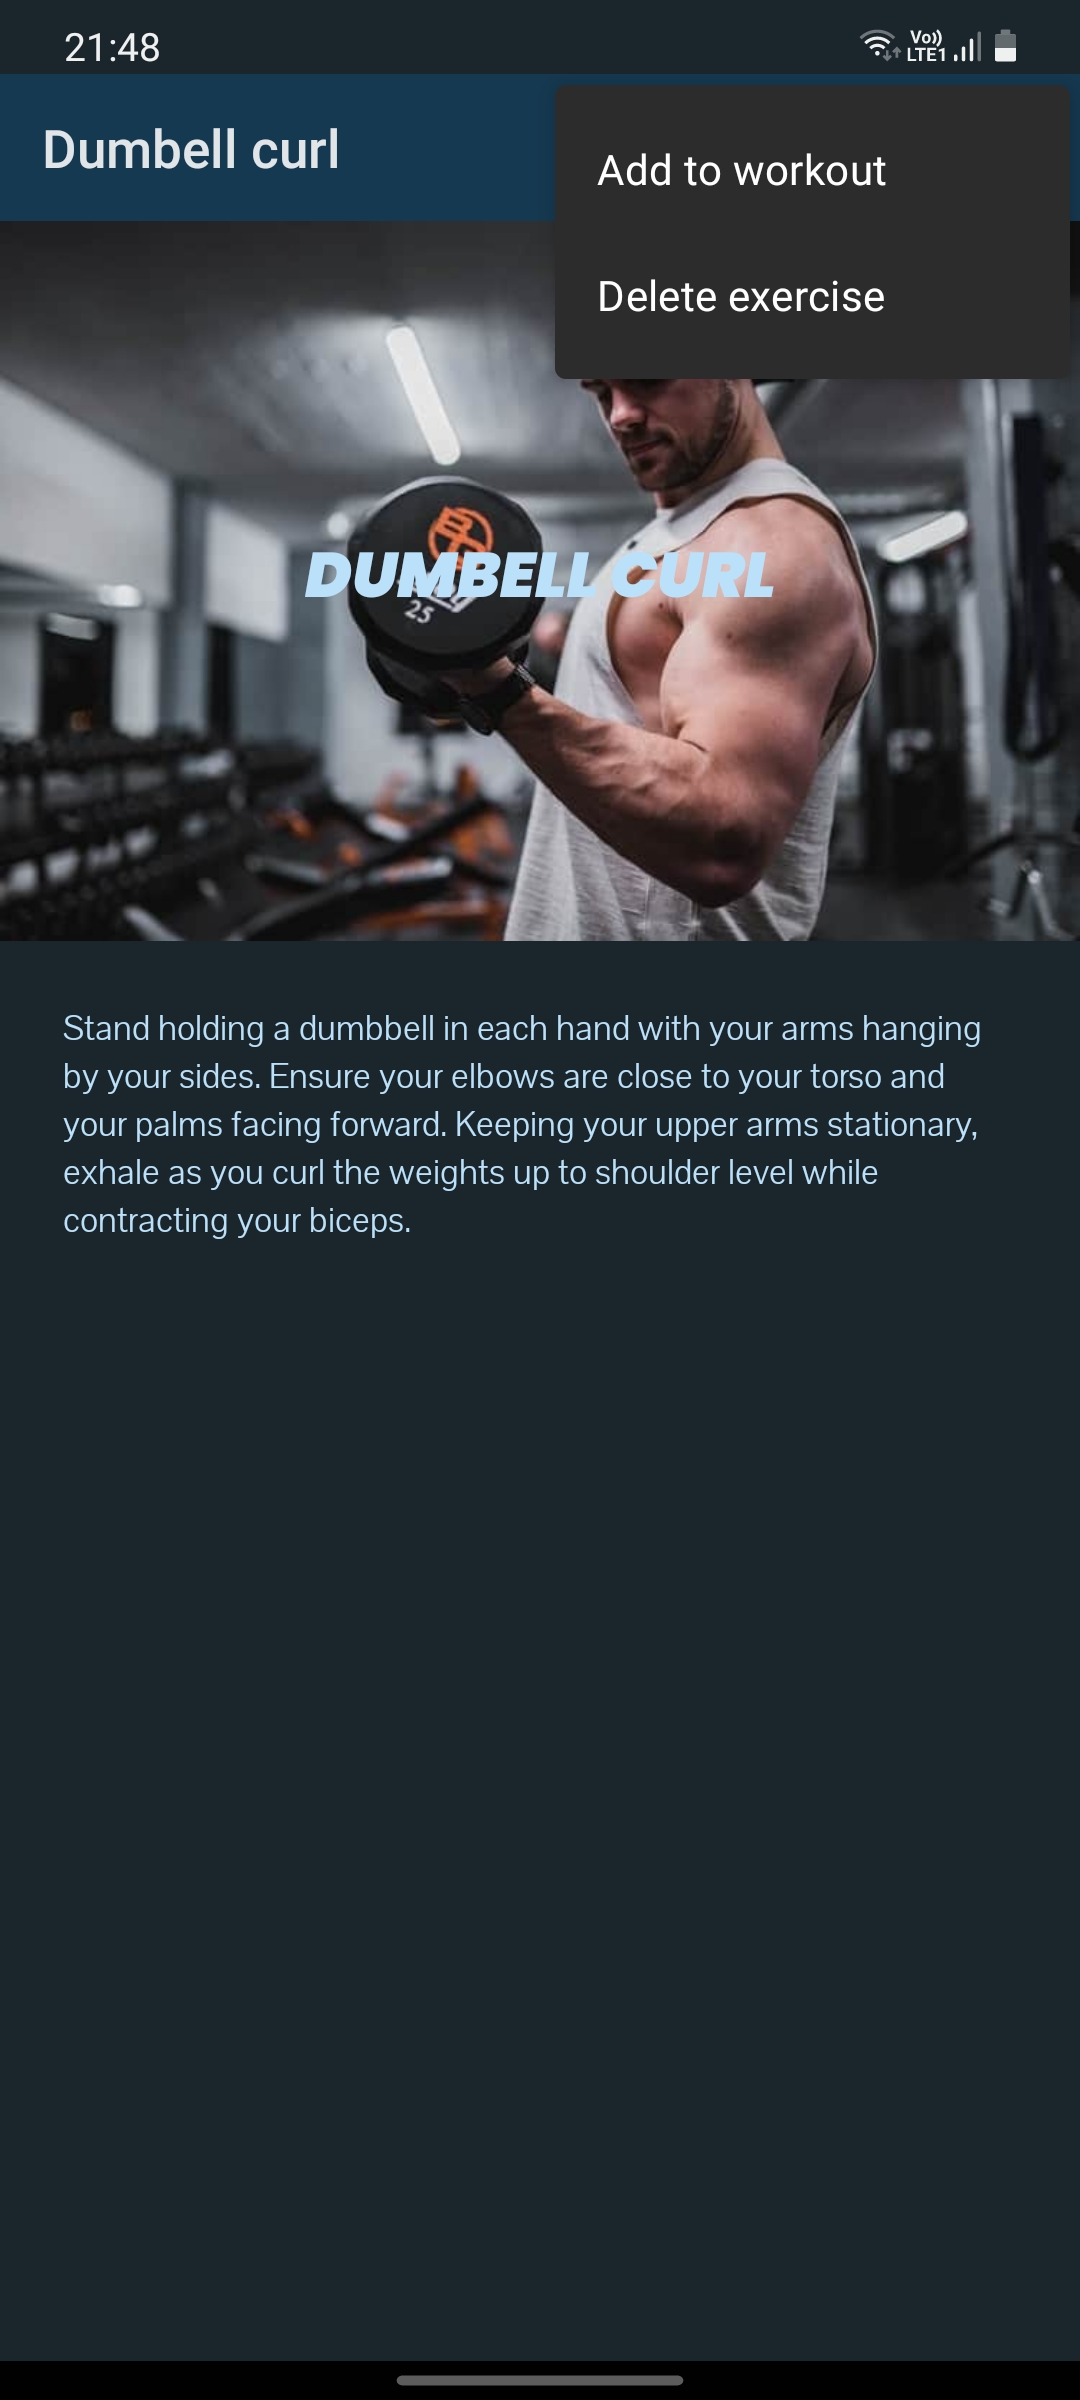 21:48
Vo))
LTE1
Dumbell curl
Add to workout
Delete exercise
DUMBELL CURL
25
Stand holding a dumbbell in each hand with your arms hanging
by your sides. Ensure your elbows are close to your torso and
your palms facing forward. Keeping your upper arms stationary,
exhale as you curl the weights up to shoulder level while
contracting your biceps.